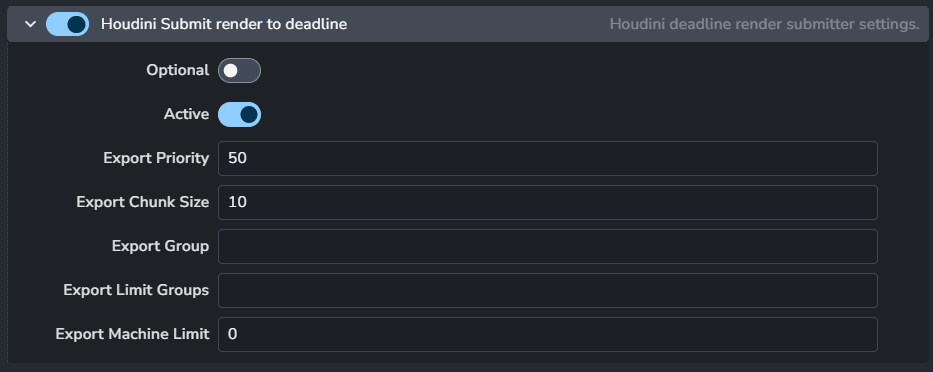 Houdini Submit render to deadline Houdini deadline render submitter settings.
Optional
Active
Export Priority 50
Export Chunk Size 10
Export Group
Export Limit Groups
Export Machine Limit 0